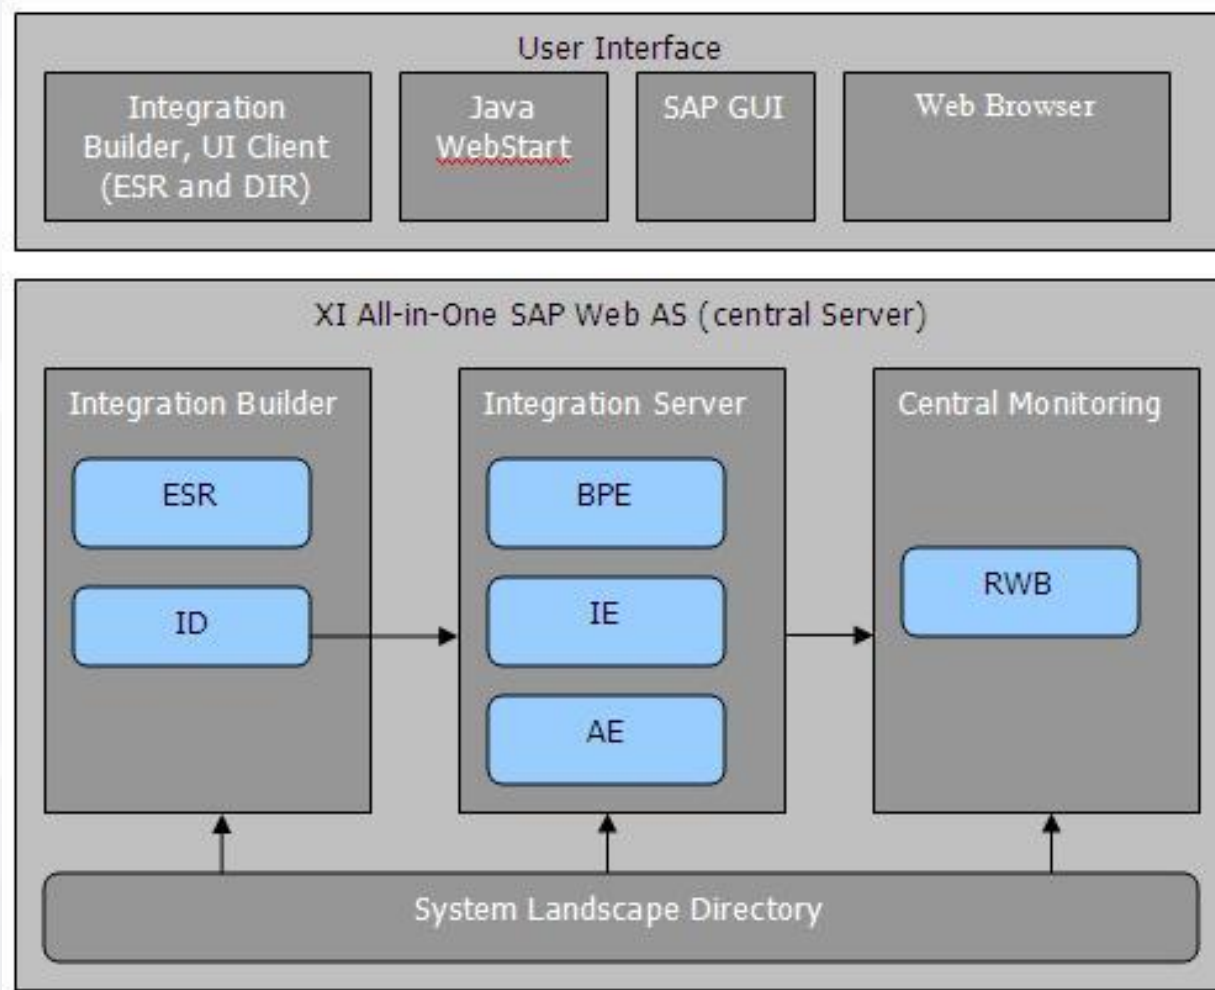 User Interface
Integration
Builder, UI Client
(ESR and DIR)
Java
WebStart
SAP GUI
Web Browser
XI All-in-One SAP Web AS (central Server)
Integration Builder
ESR
ID
Integration Server
BPE
IE
AE
Central Monitoring
RWB
System Landscape Directory